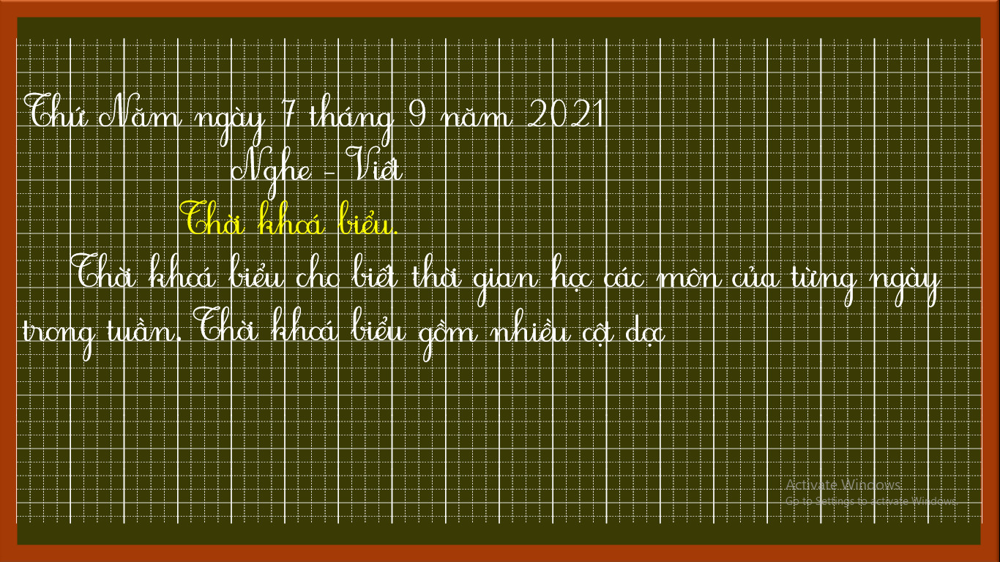 Thứ Năm ngày 7 tháng 9 năm 2021
Nghe - Viết
Thời khoá biểu.
Thời khoá biểu cho biết thời gian học các môn của từng ngày
trong tuần. Thời khoá biểu gồm nhiều cột dọc
Activate Windows
Go to Settings to activate Windows.